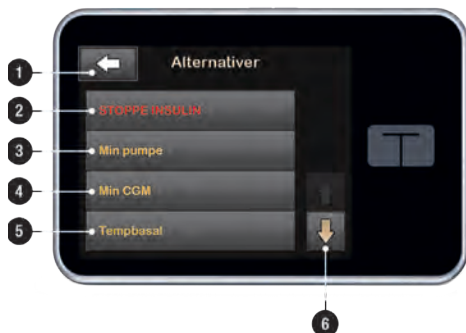 Alternativer
1
2 STOPPE INSULIN
3 Min pumpe
4 Min CGM
5 Tempbasal
6